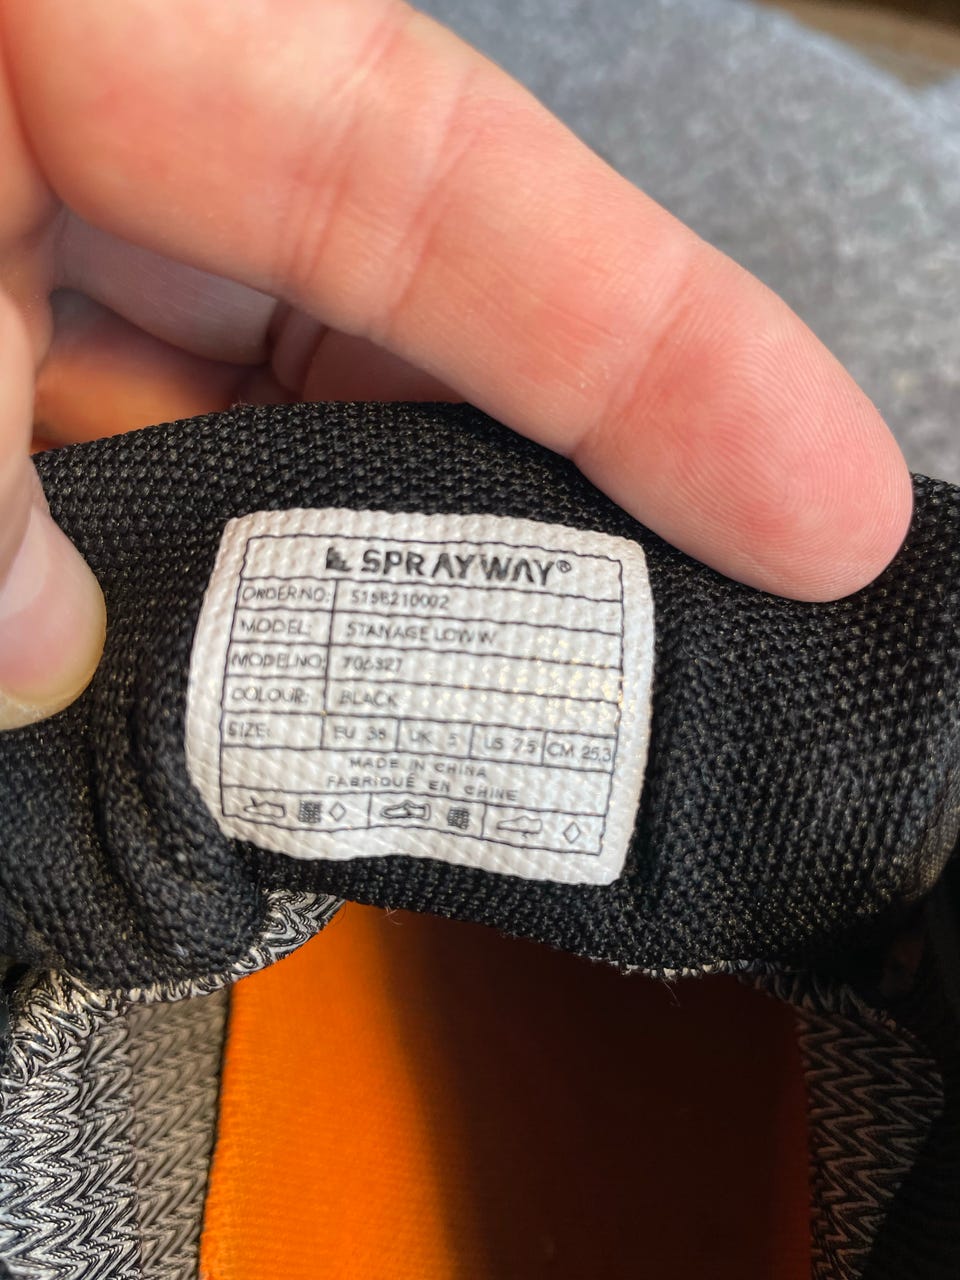 SPRAYWAY®
ORDER NO: S15B210002
MODEL: STANAGE LOW W
MODEL NO: 706327
COLOUR: BLACK
SIZE: EU 38 UK 5 US 7.5 CM 25,3
MADE IN CHINA
FABRIQUÉ EN CHINE